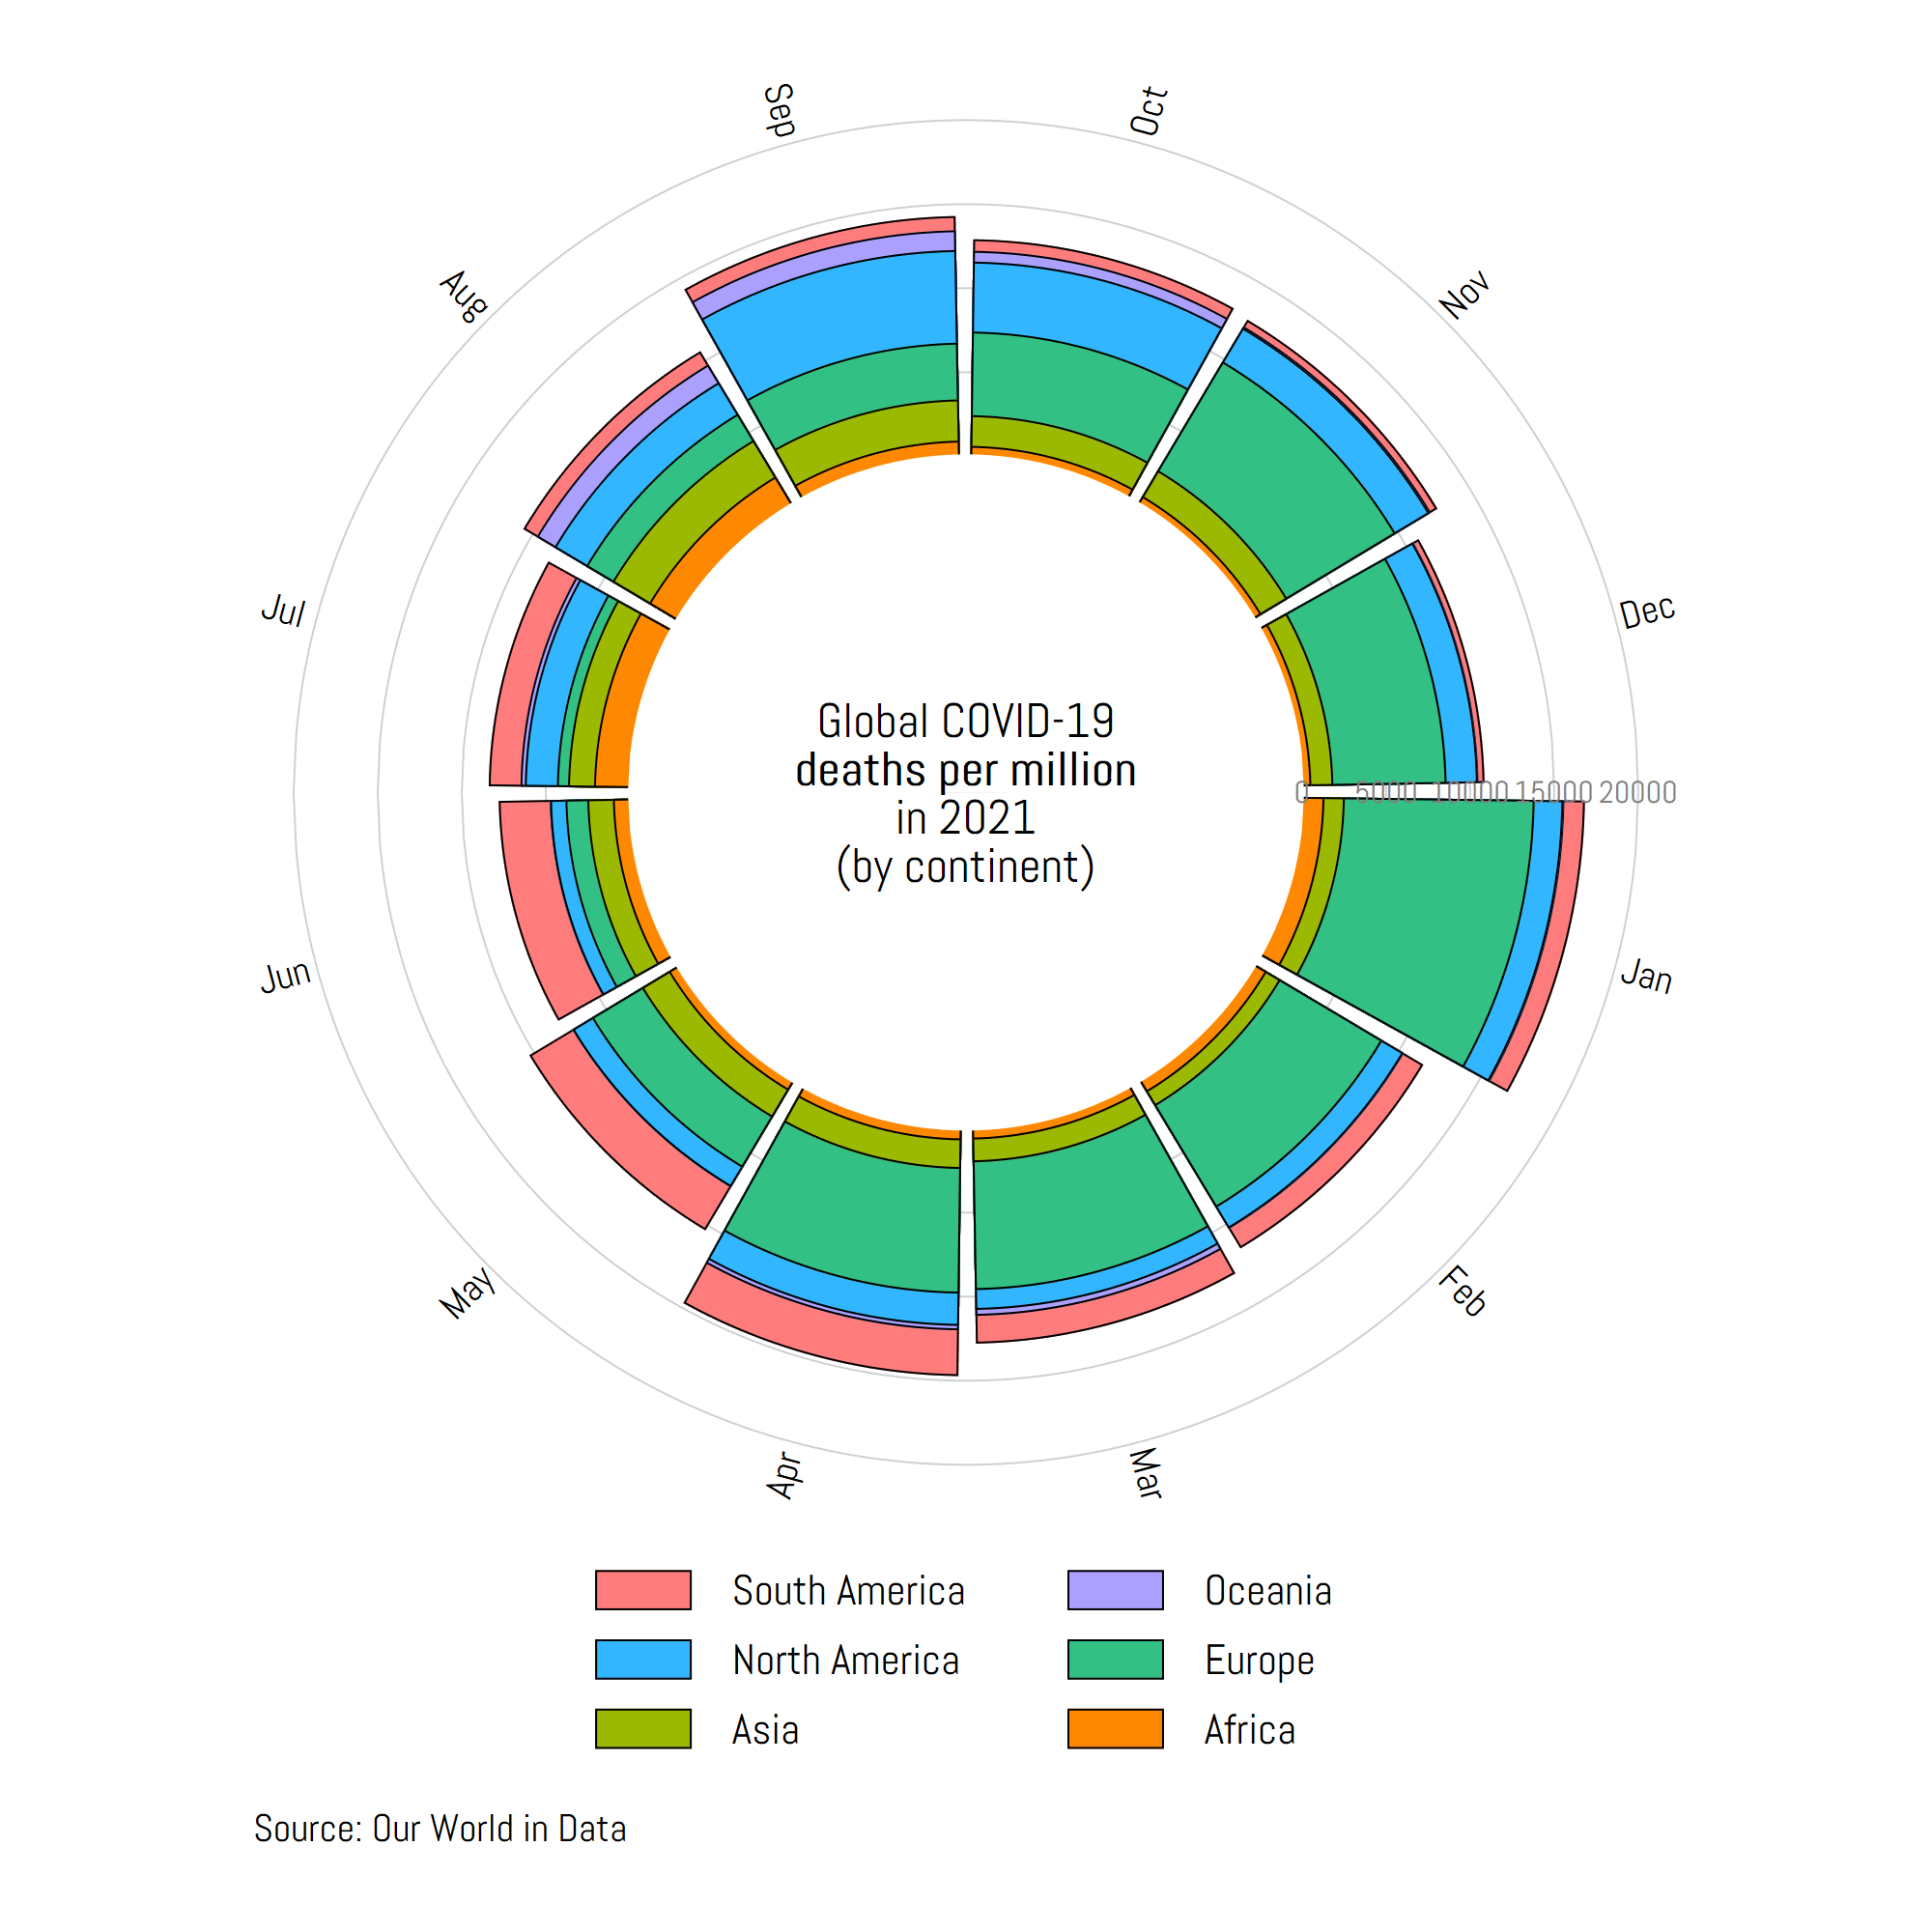 Sep
Oct
Aug
Nov
Jul
Dec
Global COVID-19
deaths per million
in 2021
(by continent)
0 5000 10000 15000 20000
Jun
Jan
May
Feb
Apr
Mar
South America
Oceania
North America
Europe
Asia
Africa
Source: Our World in Data